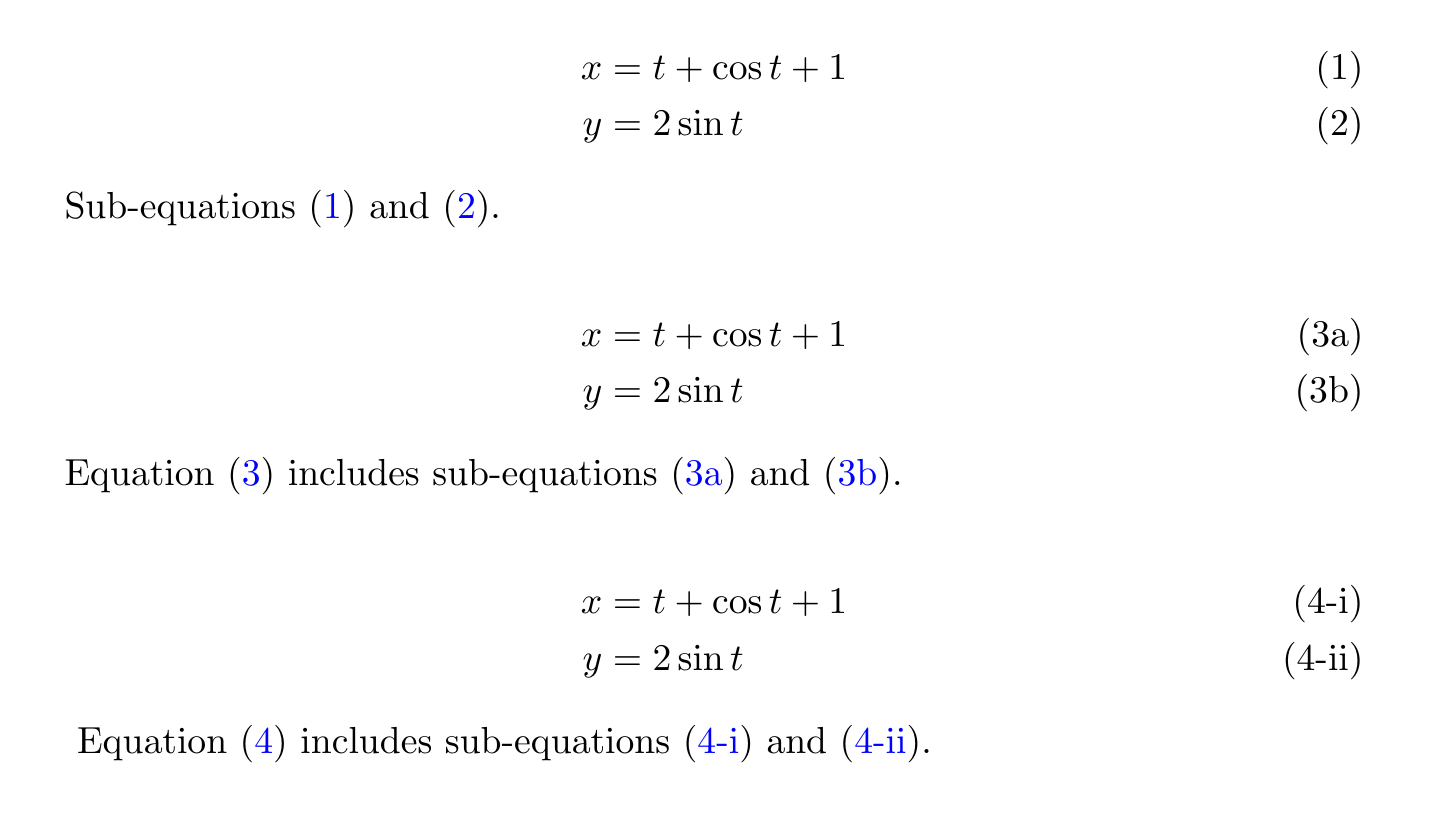 x = t + cos t + 1 (1)
y = 2 sin t (2)
Sub-equations (1) and (2).
x = t + cos t + 1 (3a)
y = 2 sin t (3b)
Equation (3) includes sub-equations (3a) and (3b).
x = t + cos t + 1 (4-i)
y = 2 sin t (4-ii)
Equation (4) includes sub-equations (4-i) and (4-ii).